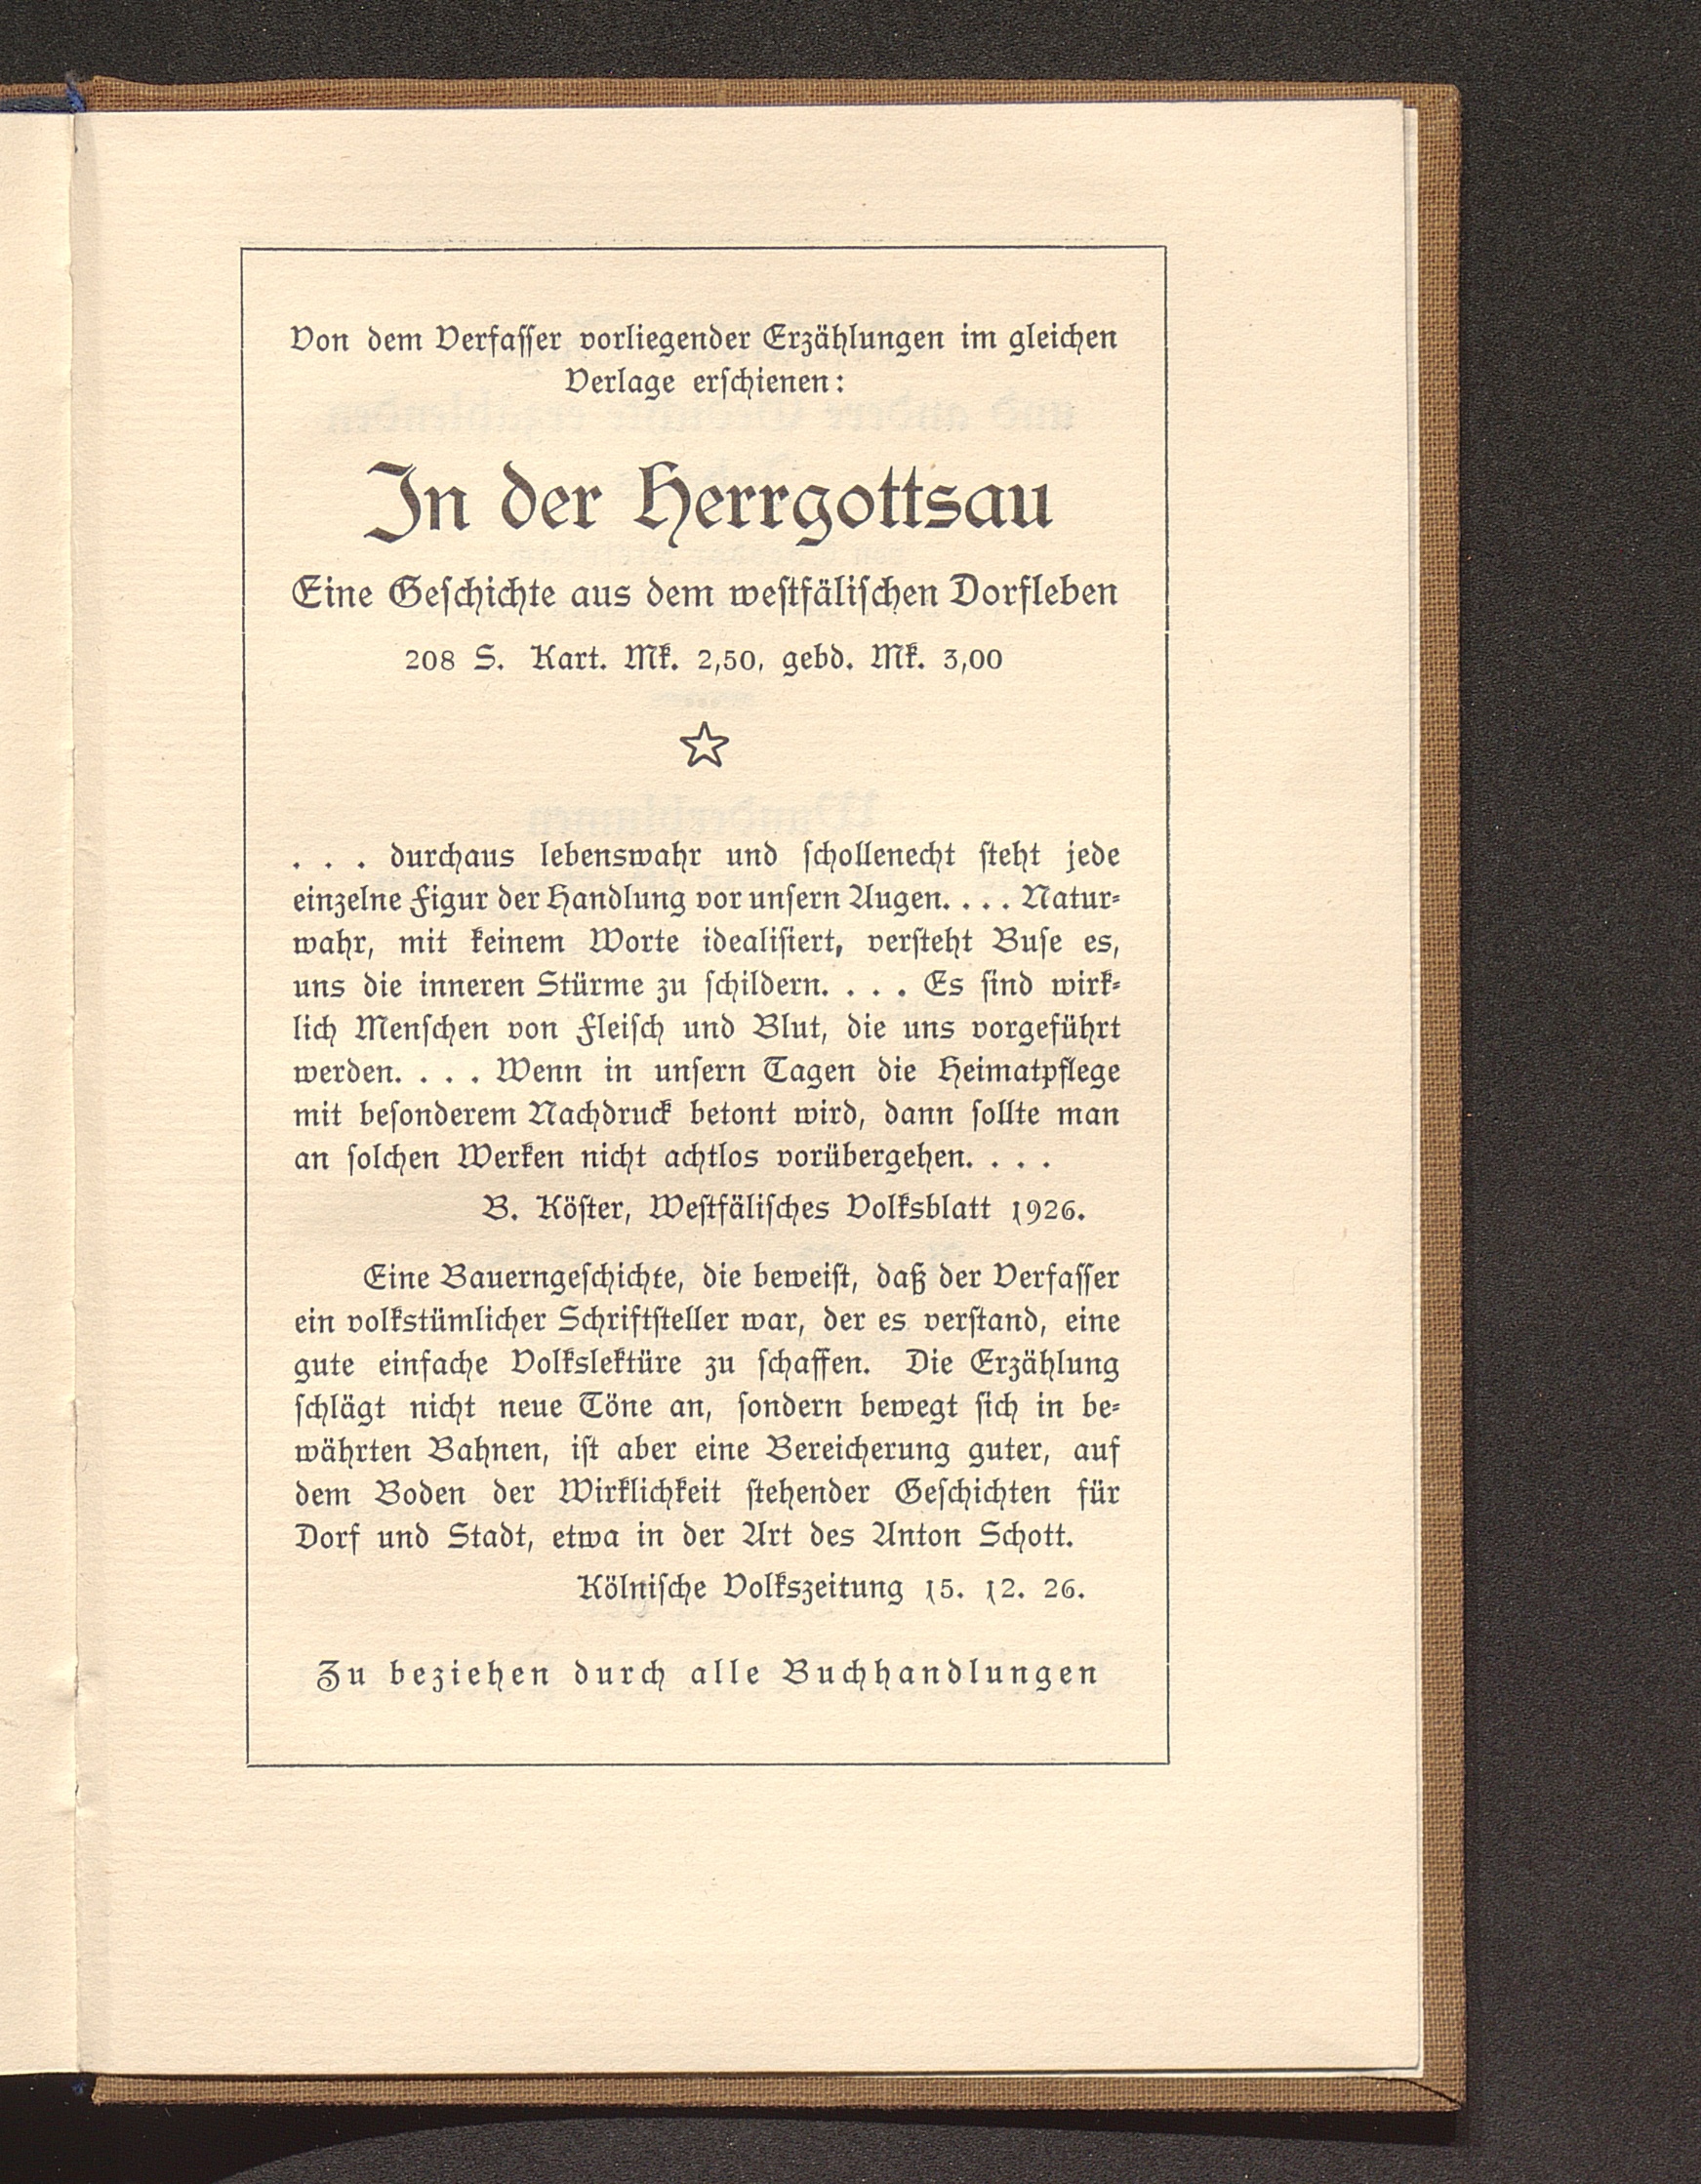 Von dem Verfasser vorliegender Erzählungen im gleichen
Verlage erschienen:
In der Herrgottsau
Eine Geschichte aus dem westfälischen Dorfleben
208 S. Kart. Mk. 2,50, gebd. Mk. 3,00
. . . durchaus lebenswahr und schollenecht steht jede
einzelne Figur der Handlung vor unsern Augen. . . . Natur-
wahr, mit keinem Worte idealisiert, versteht Buse es,
uns die inneren Stürme zu schildern. . . . Es sind wirk-
lich Menschen von Fleisch und Blut, die uns vorgeführt
werden. . . . Wenn in unsern Tagen die Heimatpflege
mit besonderem Nachdruck betont wird, dann sollte man
an solchen Werken nicht achtlos vorübergehen. . . .
B. Köster, Westfälisches Volksblatt 1926.
Eine Bauerngeschichte, die beweist, daß der Verfasser
ein volkstümlicher Schriftsteller war, der es verstand, eine
gute einfache Volkslektüre zu schaffen. Die Erzählung
schlägt nicht neue Töne an, sondern bewegt sich in be-
währten Bahnen, ist aber eine Bereicherung guter, auf
dem Boden der Wirklichkeit stehender Geschichten für
Dorf und Stadt, etwa in der Art des Anton Schott.
Kölnische Volkszeitung 15. 12. 26.
Zu beziehen durch alle Buchhandlungen